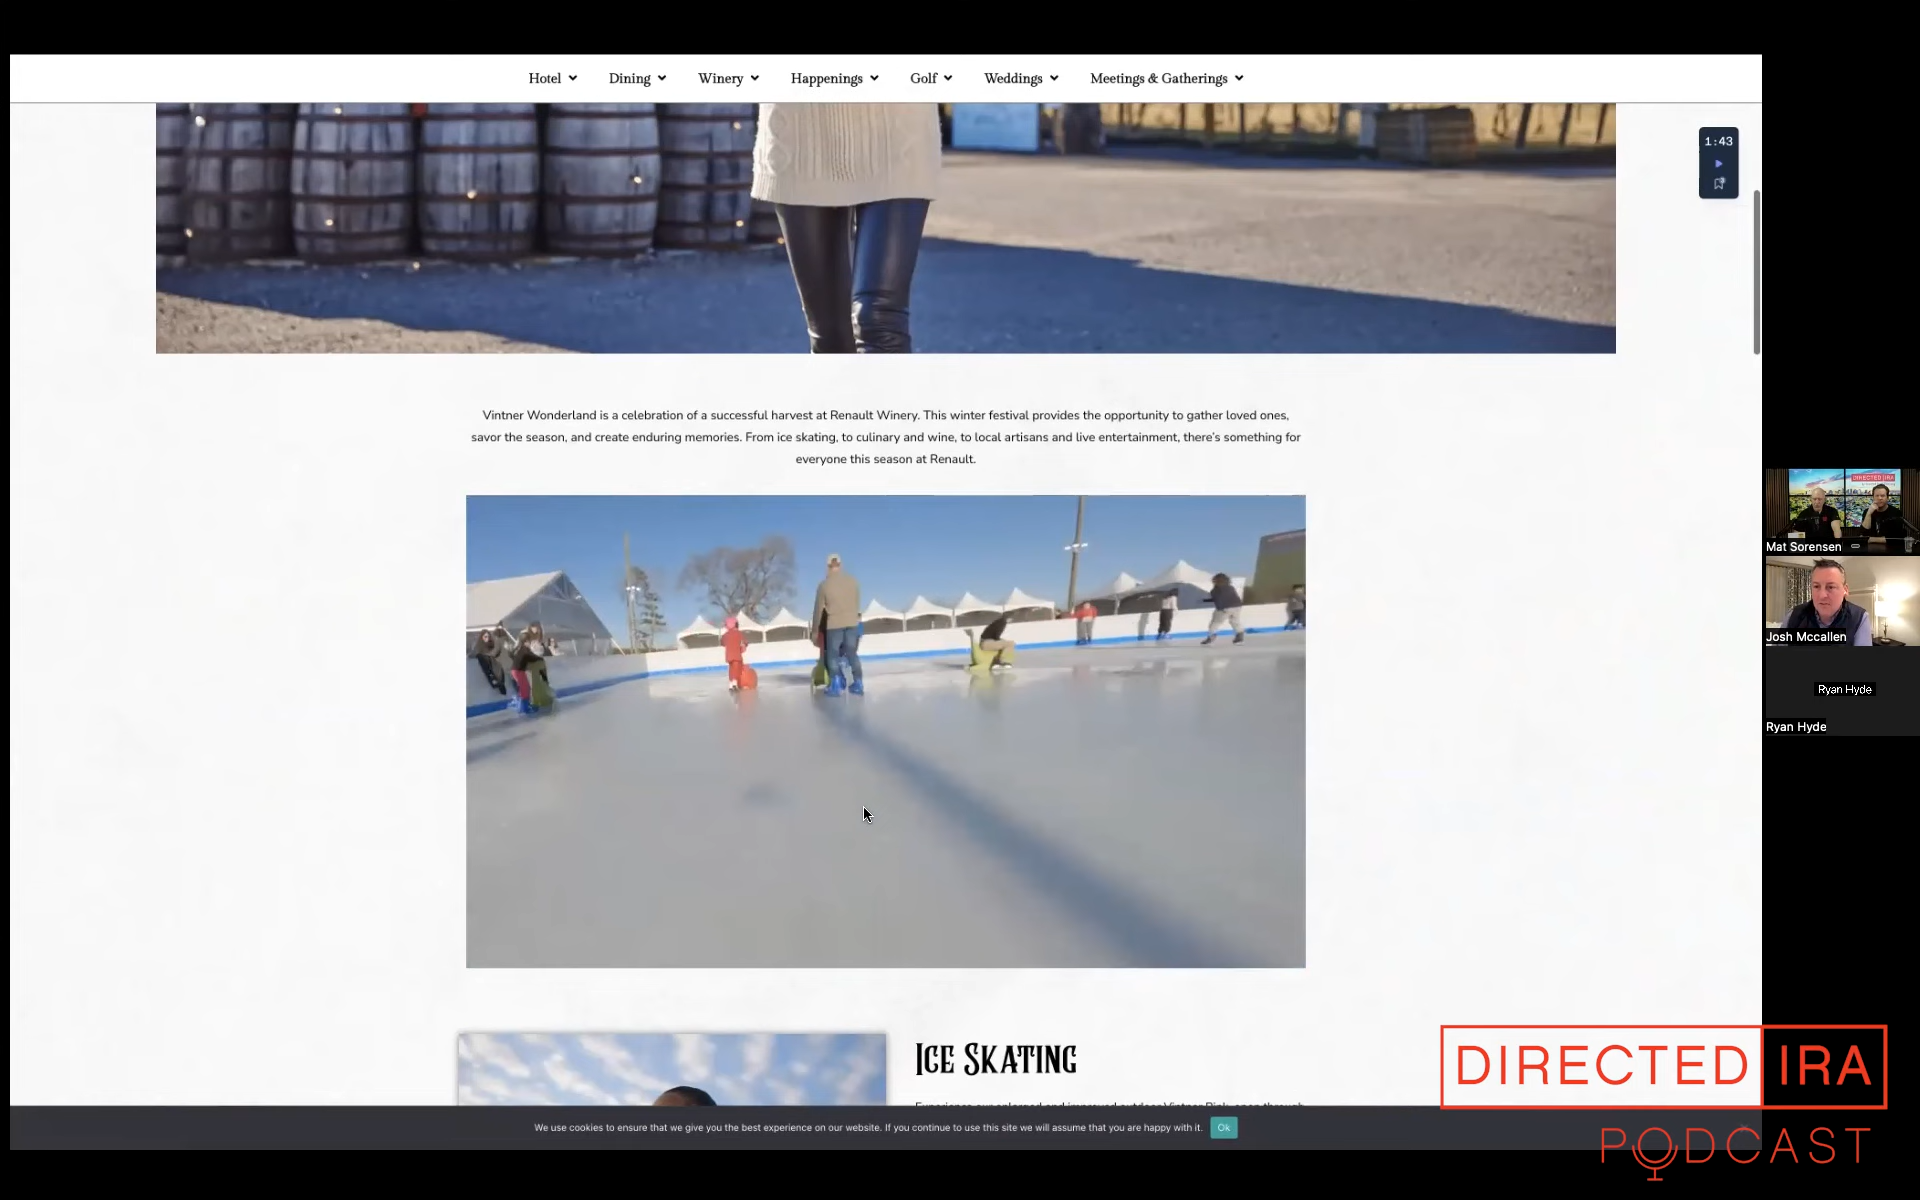 Hotel Dining Winery Happenings Golf Weddings Meetings & Gatherings
1:43
Vintner Wonderland is a celebration of a successful harvest at Renault Winery. This winter festival provides the opportunity to gather loved ones,
savor the season, and create enduring memories. From ice skating, to culinary and wine, to local artisans and live entertainment, there's something for
everyone this season at Renault.
DIRECTED IRA
Mat Sorensen
Josh Mccallen
Ryan Hyde
Ryan Hyde
ICE SKATING
We use cookies to ensure that we give you the best experience on our website. If you continue to use this site we will assume that you are happy with it. Ok
DIRECTED IRA
PODCAST